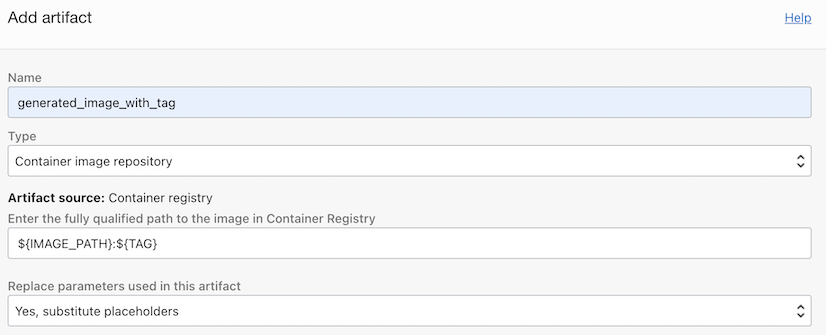 Add artifact
Help
Name
generated_image_with_tag
Type
Container image repository
Artifact source: Container registry
Enter the fully qualified path to the image in Container Registry
${IMAGE_PATH}:${TAG}
Replace parameters used in this artifact
Yes, substitute placeholders